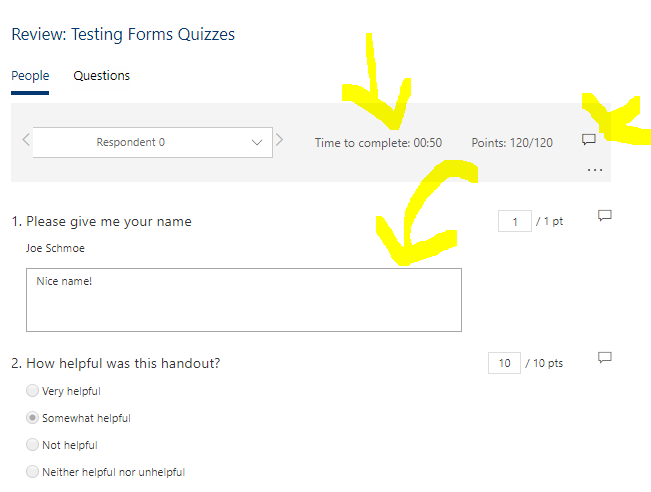 Review: Testing Forms Quizzes
People Questions
Respondent 0 Time to complete: 00:50 Points: 120/120
...
1. Please give me your name 1 / 1 pt
Joe Schmoe
Nice name!
2. How helpful was this handout? 10 / 10 pts
Very helpful
Somewhat helpful
Not helpful
Neither helpful nor unhelpful